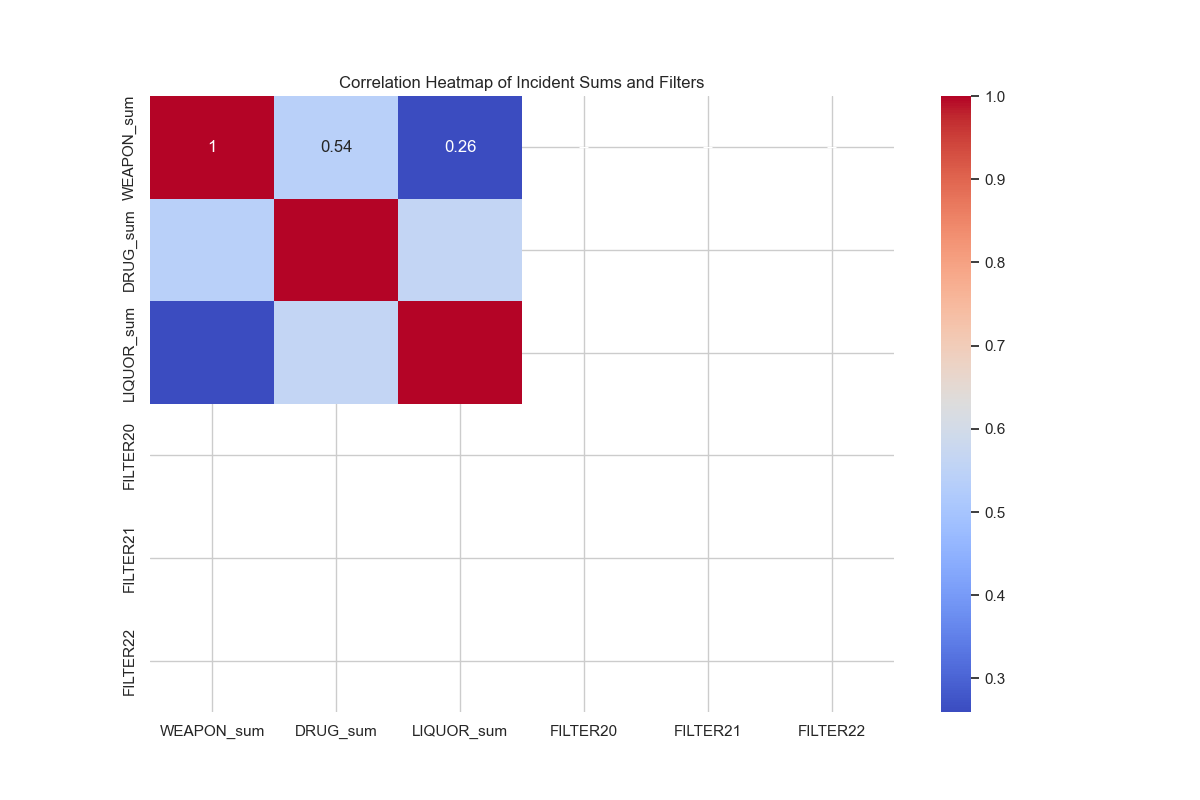 Correlation Heatmap of Incident Sums and Filters
WEAPON_sum
DRUG_sum
LIQUOR_sum
FILTER20
FILTER21
FILTER22
1 0.54 0.26
WEAPON_sum DRUG_sum LIQUOR_sum FILTER20 FILTER21 FILTER22
1.0
0.9
0.8
0.7
0.6
0.5
0.4
0.3